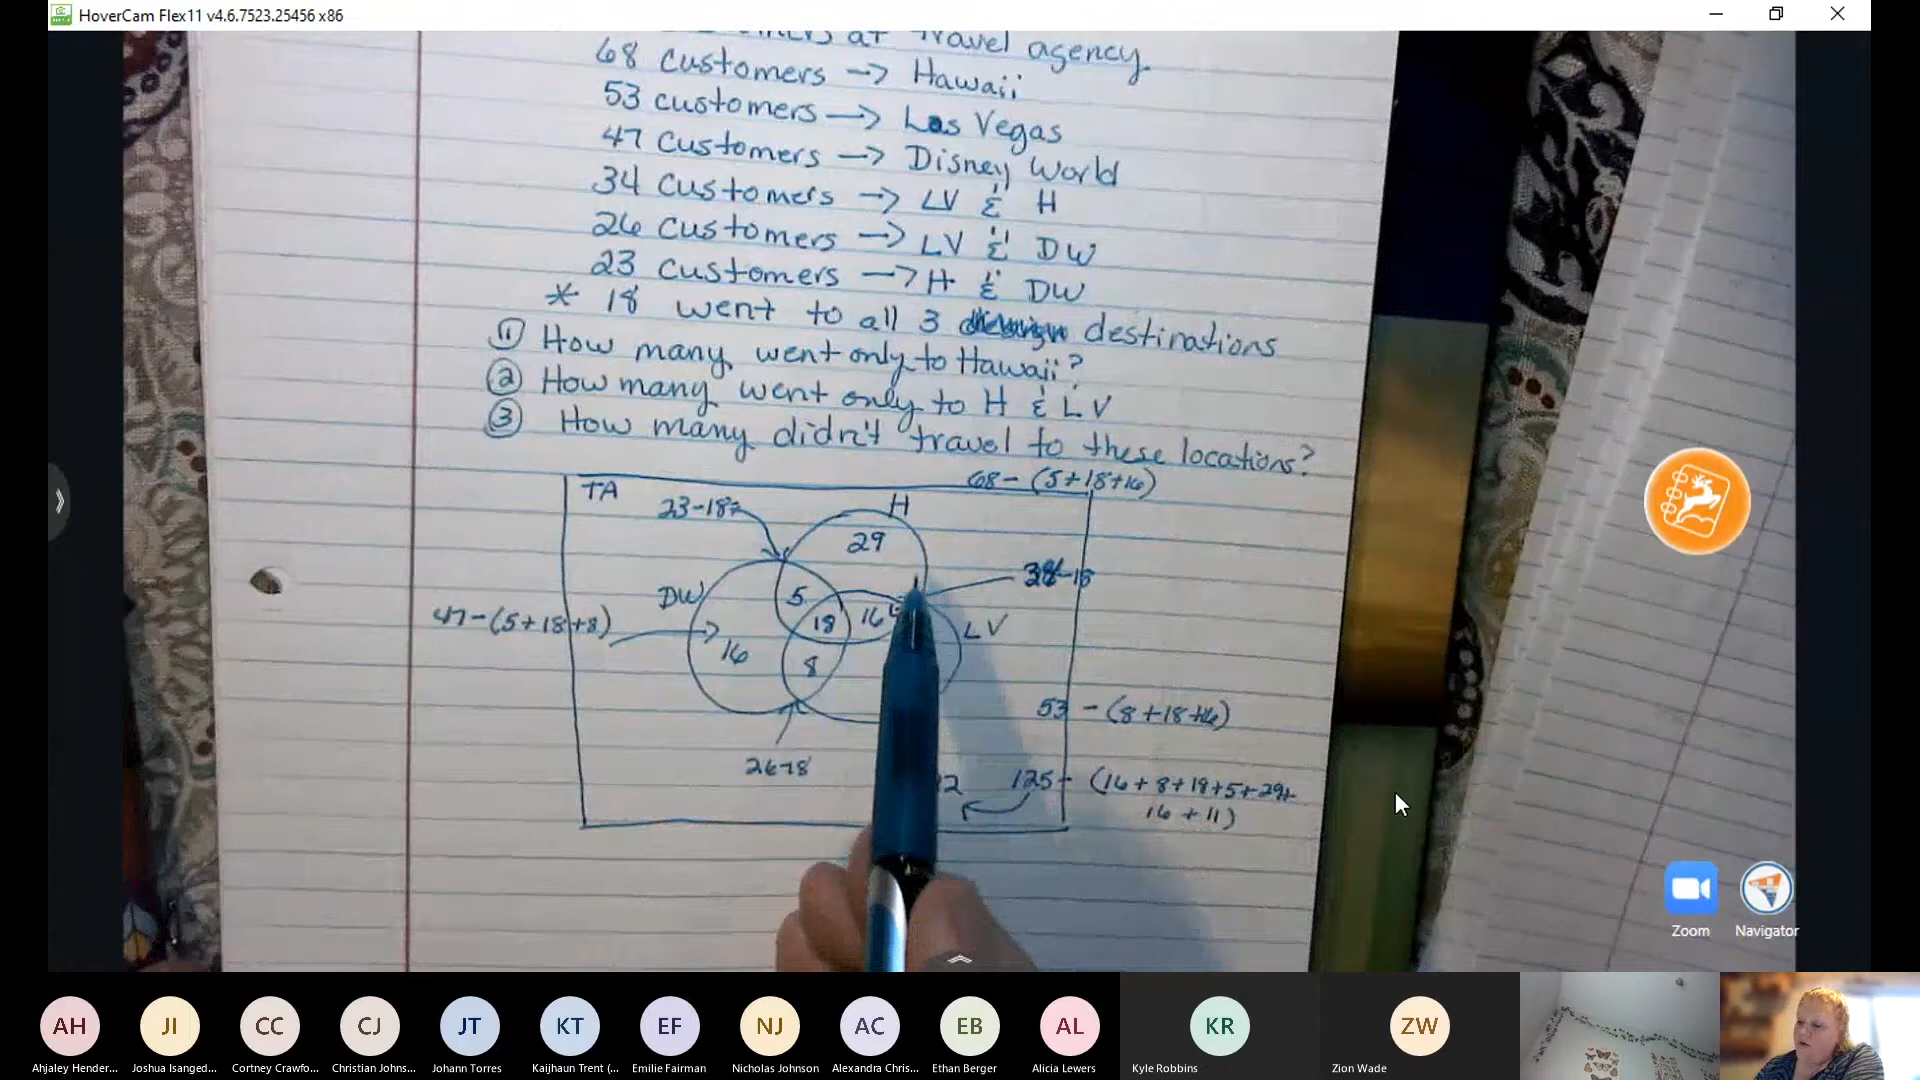 HoverCam Flex11 v4.6.7523.25456 x86
at travel agency.
68 customers -> Hawaii
53 customers -> Las Vegas
47 customers -> Disney World
34 customers -> LV & H
26 customers -> LV & DW
23 customers -> H & DW
* 18 went to all 3 destinations
① How many went only to Hawaii?
② How many went only to H & LV
③ How many didn't travel to these locations?
68 - (5+18+16)
TA
23-18=
H
29
DW
5
18
16
LV
47-(5+18+8)
16
8
53 - (8+18+16)
26-18
125 - (16+8+18+5+29+
16 + 11)
Zoom
Navigator
AH JI CC CJ JT KT EF NJ AC EB AL KR ZW
Ahjaley Hender... Joshua Isanged... Cortney Crawfo... Christian Johns... Johann Torres Kaijhaun Trent (... Emilie Fairman Nicholas Johnson Alexandra Chris... Ethan Berger Alicia Lewers Kyle Robbins Zion Wade